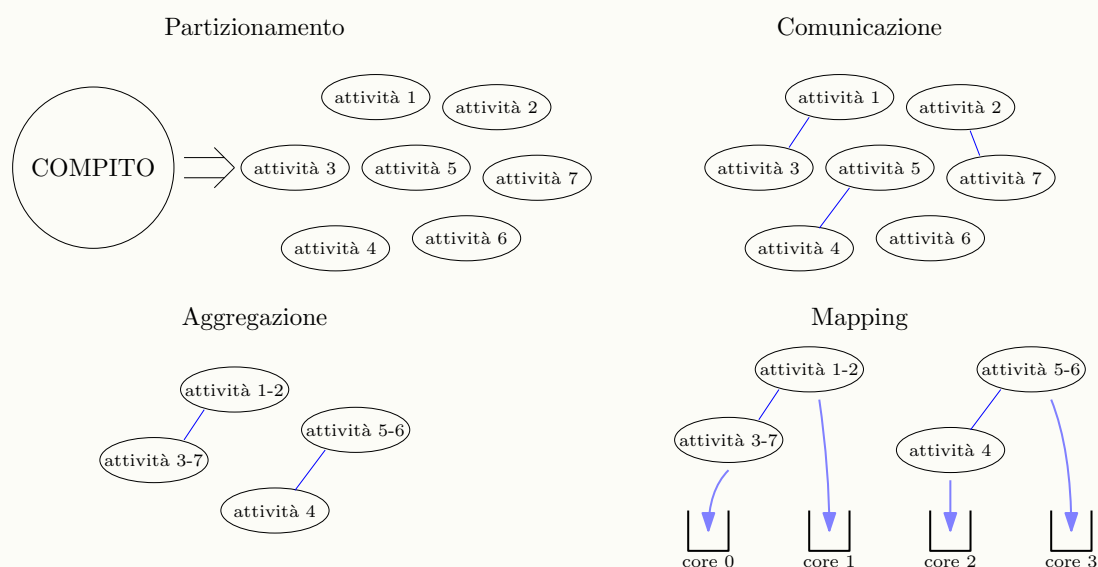 Partizionamento
COMPITO
attività 1
attività 2
attività 3
attività 5
attività 7
attività 4
attività 6
Comunicazione
attività 1
attività 2
attività 3
attività 5
attività 7
attività 4
attività 6
Aggregazione
attività 1-2
attività 5-6
attività 3-7
attività 4
Mapping
attività 1-2
attività 5-6
attività 3-7
attività 4
core 0
core 1
core 2
core 3